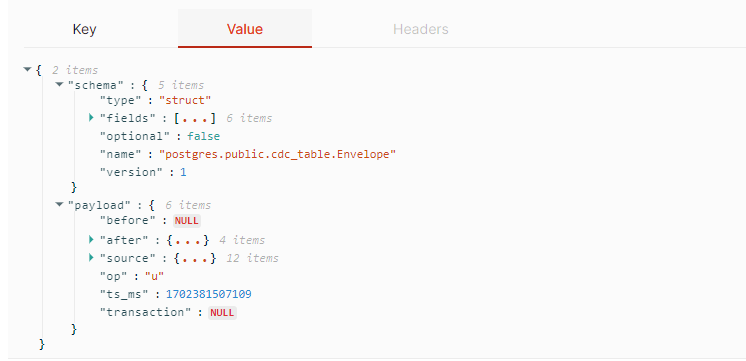 Key Value Headers
{ 2 items
"schema" : { 5 items
"type" : "struct"
"fields" : [...] 6 items
"optional" : false
"name" : "postgres.public.cdc_table.Envelope"
"version" : 1
}
"payload" : { 6 items
"before" : NULL
"after" : {...} 4 items
"source" : {...} 12 items
"op" : "u"
"ts_ms" : 1702381507109
"transaction" : NULL
}
}